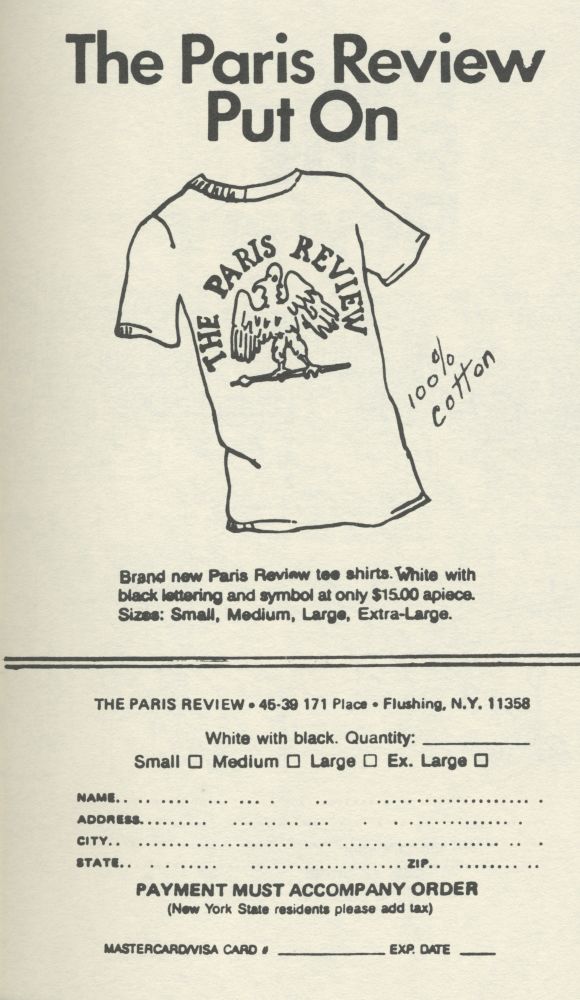 The Paris Review
Put On
THE PARIS REVIEW
100%
cotton
Brand new Paris Review tee shirts. White with
black lettering and symbol at only $15.00 apiece.
Sizes: Small, Medium, Large, Extra-Large.
THE PARIS REVIEW • 45-39 171 Place • Flushing, N.Y. 11358
White with black. Quantity: ____________
Small ☐ Medium ☐ Large ☐ Ex. Large ☐
NAME.. .. .. .... ... ... . .. ...................... .
ADDRESS......... ... .. .. ... . ................ .
CITY.. . .............................. .. .
STATE.. . . ..... ..................... ZIP.. ........ ..
PAYMENT MUST ACCOMPANY ORDER
(New York State residents please add tax)
MASTERCARD/VISA CARD # ____________ EXP. DATE ____